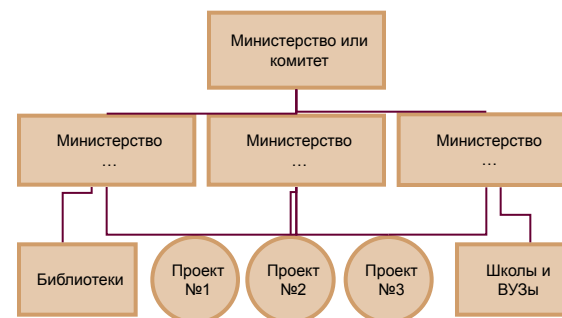 Министерство или
комитет
Министерство
…
Министерство
…
Министерство
…
Библиотеки
Проект
№1
Проект
№2
Проект
№3
Школы и
ВУЗы